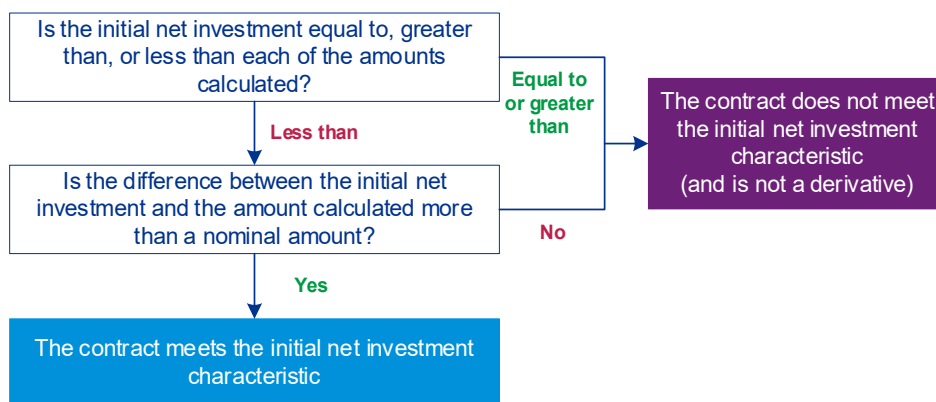 Is the initial net investment equal to, greater
than, or less than each of the amounts
calculated?
Equal to
or greater
than
The contract does not meet
the initial net investment
characteristic
(and is not a derivative)
Less than
Is the difference between the initial net
investment and the amount calculated more
than a nominal amount?
No
Yes
The contract meets the initial net investment
characteristic